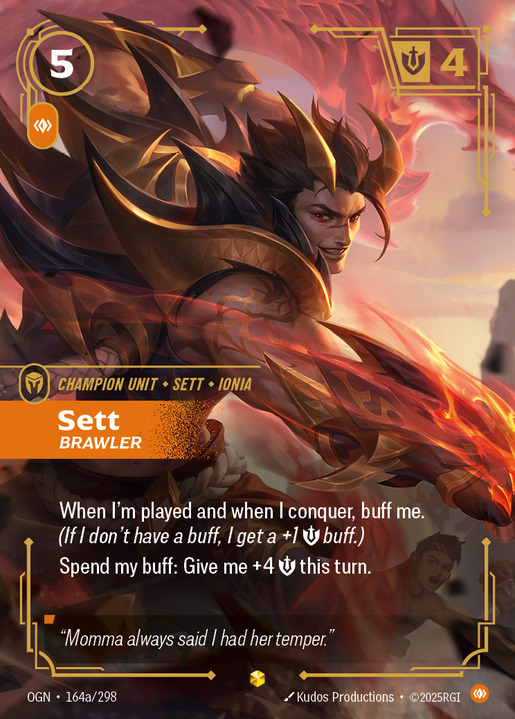 5
4
CHAMPION UNIT • SETT • IONIA
Sett
BRAWLER
When I'm played and when I conquer, buff me.
(If I don't have a buff, I get a +1 buff.)
Spend my buff: Give me +4 this turn.
“Momma always said I had her temper.”
OGN • 164a/298
Kudos Productions • ©2025RGI